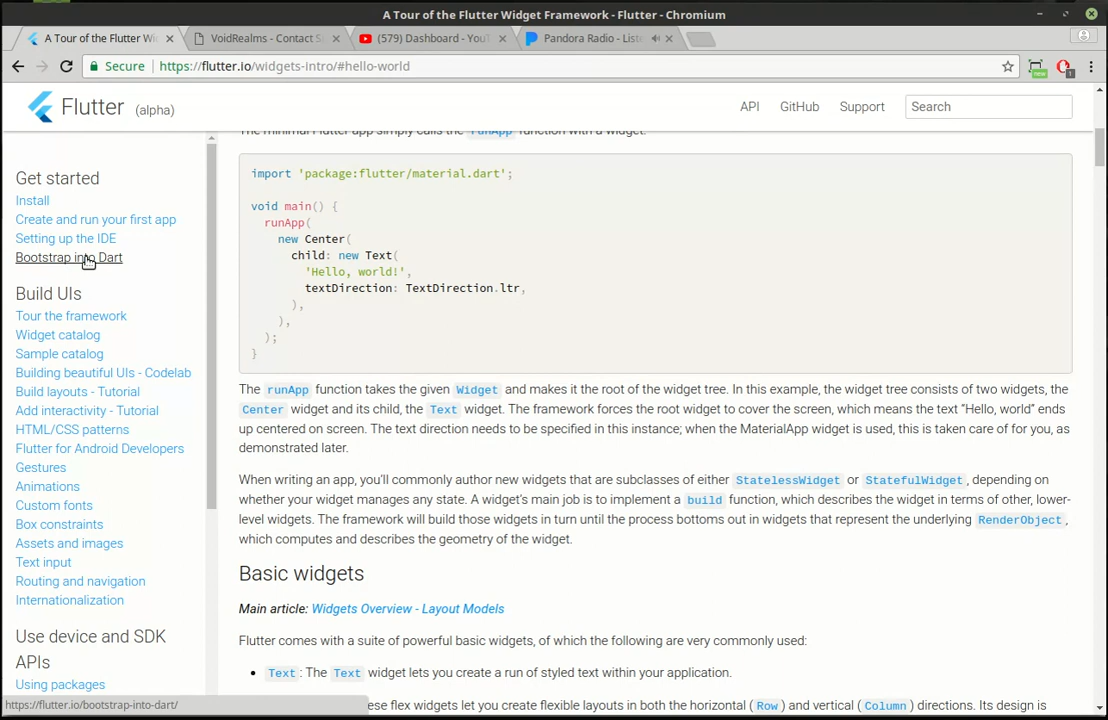 A Tour of the Flutter Widget Framework - Flutter - Chromium
A Tour of the Flutter Wi
VoidRealms - Contact S
(579) Dashboard - You
Pandora Radio - List
Secure
https://flutter.io/widgets-intro/#hello-world
new
1
Flutter (alpha)
API
GitHub
Support
Search
Get started
Install
Create and run your first app
Setting up the IDE
Bootstrap into Dart
Build UIs
Tour the framework
Widget catalog
Sample catalog
Building beautiful UIs - Codelab
Build layouts - Tutorial
Add interactivity - Tutorial
HTML/CSS patterns
Flutter for Android Developers
Gestures
Animations
Custom fonts
Box constraints
Assets and images
Text input
Routing and navigation
Internationalization
Use device and SDK
APIs
Using packages
https://flutter.io/bootstrap-into-dart/
The minimal Flutter app simply calls the runApp function with a widget:
import 'package:flutter/material.dart';
void main() {
runApp(
new Center(
child: new Text(
'Hello, world!',
textDirection: TextDirection.ltr,
),
),
);
}
The runApp function takes the given Widget and makes it the root of the widget tree. In this example, the widget tree consists of two widgets, the
Center widget and its child, the Text widget. The framework forces the root widget to cover the screen, which means the text “Hello, world” ends
up centered on screen. The text direction needs to be specified in this instance; when the MaterialApp widget is used, this is taken care of for you, as
demonstrated later.
When writing an app, you’ll commonly author new widgets that are subclasses of either StatelessWidget or StatefulWidget, depending on
whether your widget manages any state. A widget’s main job is to implement a build function, which describes the widget in terms of other, lower-
level widgets. The framework will build those widgets in turn until the process bottoms out in widgets that represent the underlying RenderObject,
which computes and describes the geometry of the widget.
Basic widgets
Main article: Widgets Overview - Layout Models
Flutter comes with a suite of powerful basic widgets, of which the following are very commonly used:
• Text: The Text widget lets you create a run of styled text within your application.
ese flex widgets let you create flexible layouts in both the horizontal (Row) and vertical (Column) directions. Its design is